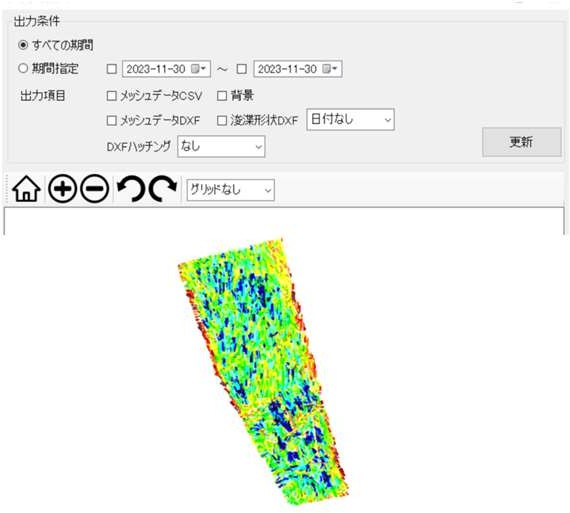 出力条件
すべての期間
期間指定 2023-11-30 ～ 2023-11-30
出力項目 メッシュデータCSV 背景
メッシュデータDXF 浚渫形状DXF 日付なし
DXFハッチング なし
更新
グリッドなし